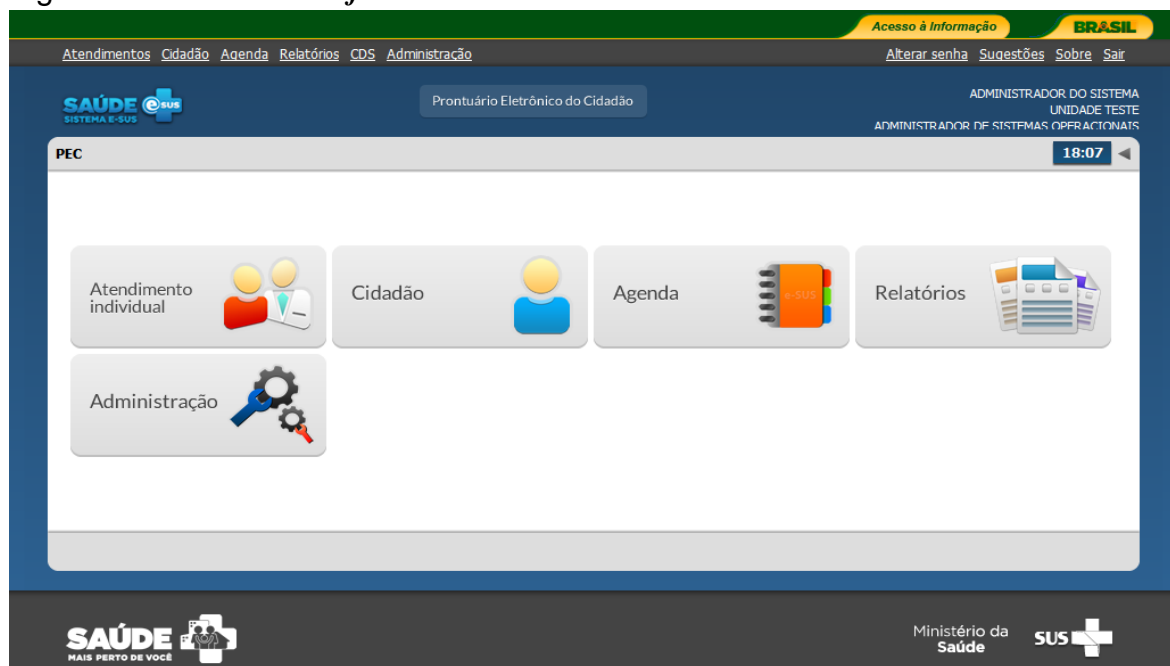 Acesso à Informação BRASIL
Atendimentos Cidadão Agenda Relatórios CDS Administração Alterar senha Sugestões Sobre Sair
SAÚDE e-sus
SISTEMA E-SUS
Prontuário Eletrônico do Cidadão
ADMINISTRADOR DO SISTEMA
UNIDADE TESTE
ADMINISTRADOR DE SISTEMAS OPERACIONAIS
PEC 18:07
Atendimento
individual
Cidadão
Agenda
e-SUS
Relatórios
Administração
SAÚDE
MAIS PERTO DE VOCÊ
Ministério da
Saúde
SUS